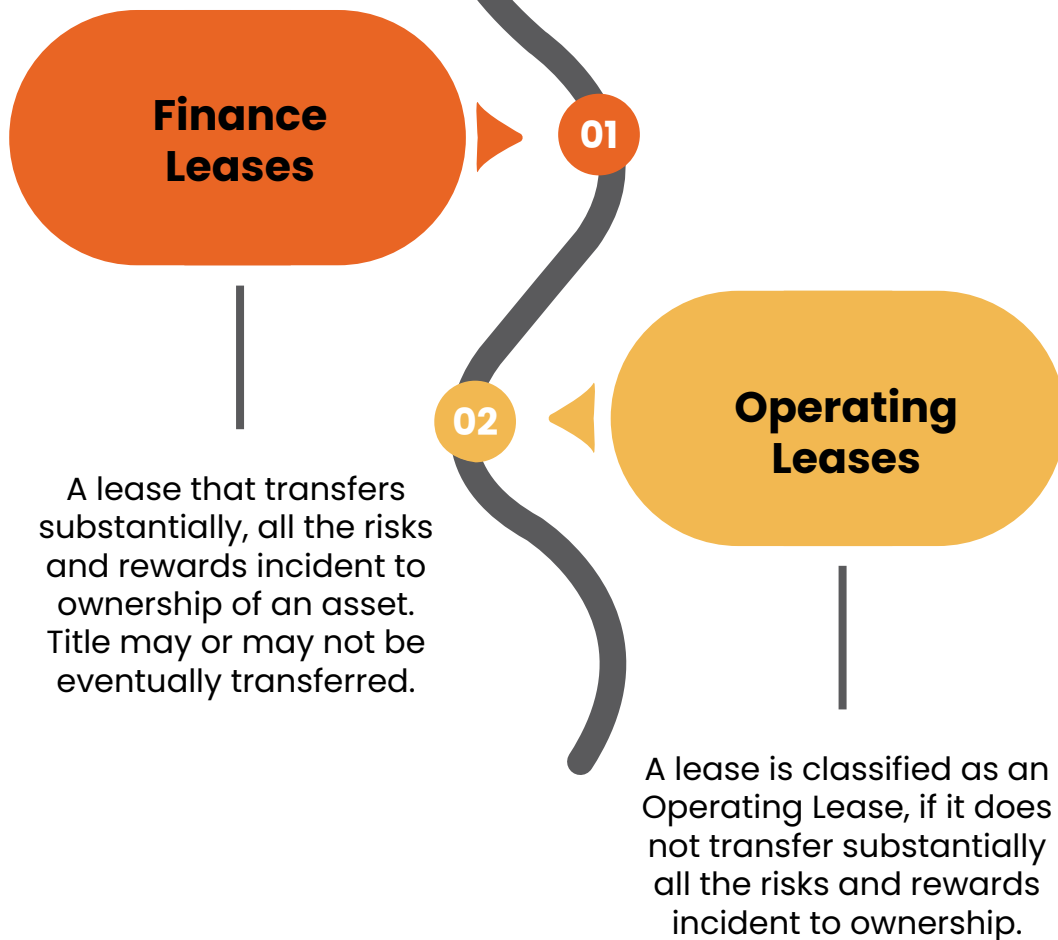 Finance
Leases
01
A lease that transfers
substantially, all the risks
and rewards incident to
ownership of an asset.
Title may or may not be
eventually transferred.
02
Operating
Leases
A lease is classified as an
Operating Lease, if it does
not transfer substantially
all the risks and rewards
incident to ownership.